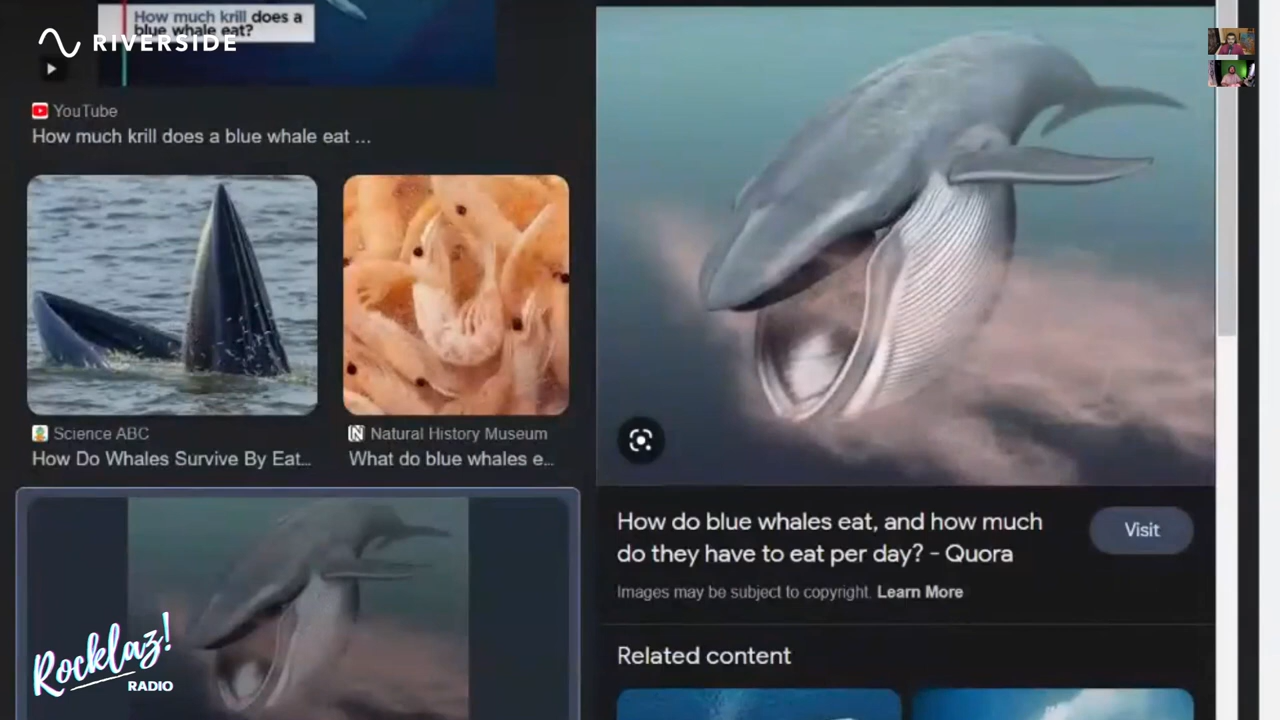 How much krill does a
blue whale eat?
RIVERSIDE
YouTube
How much krill does a blue whale eat ...
Science ABC
How Do Whales Survive By Eat...
Natural History Museum
What do blue whales e...
How do blue whales eat, and how much
do they have to eat per day? - Quora
Visit
Images may be subject to copyright. Learn More
Related content
Rocklaz!
RADIO